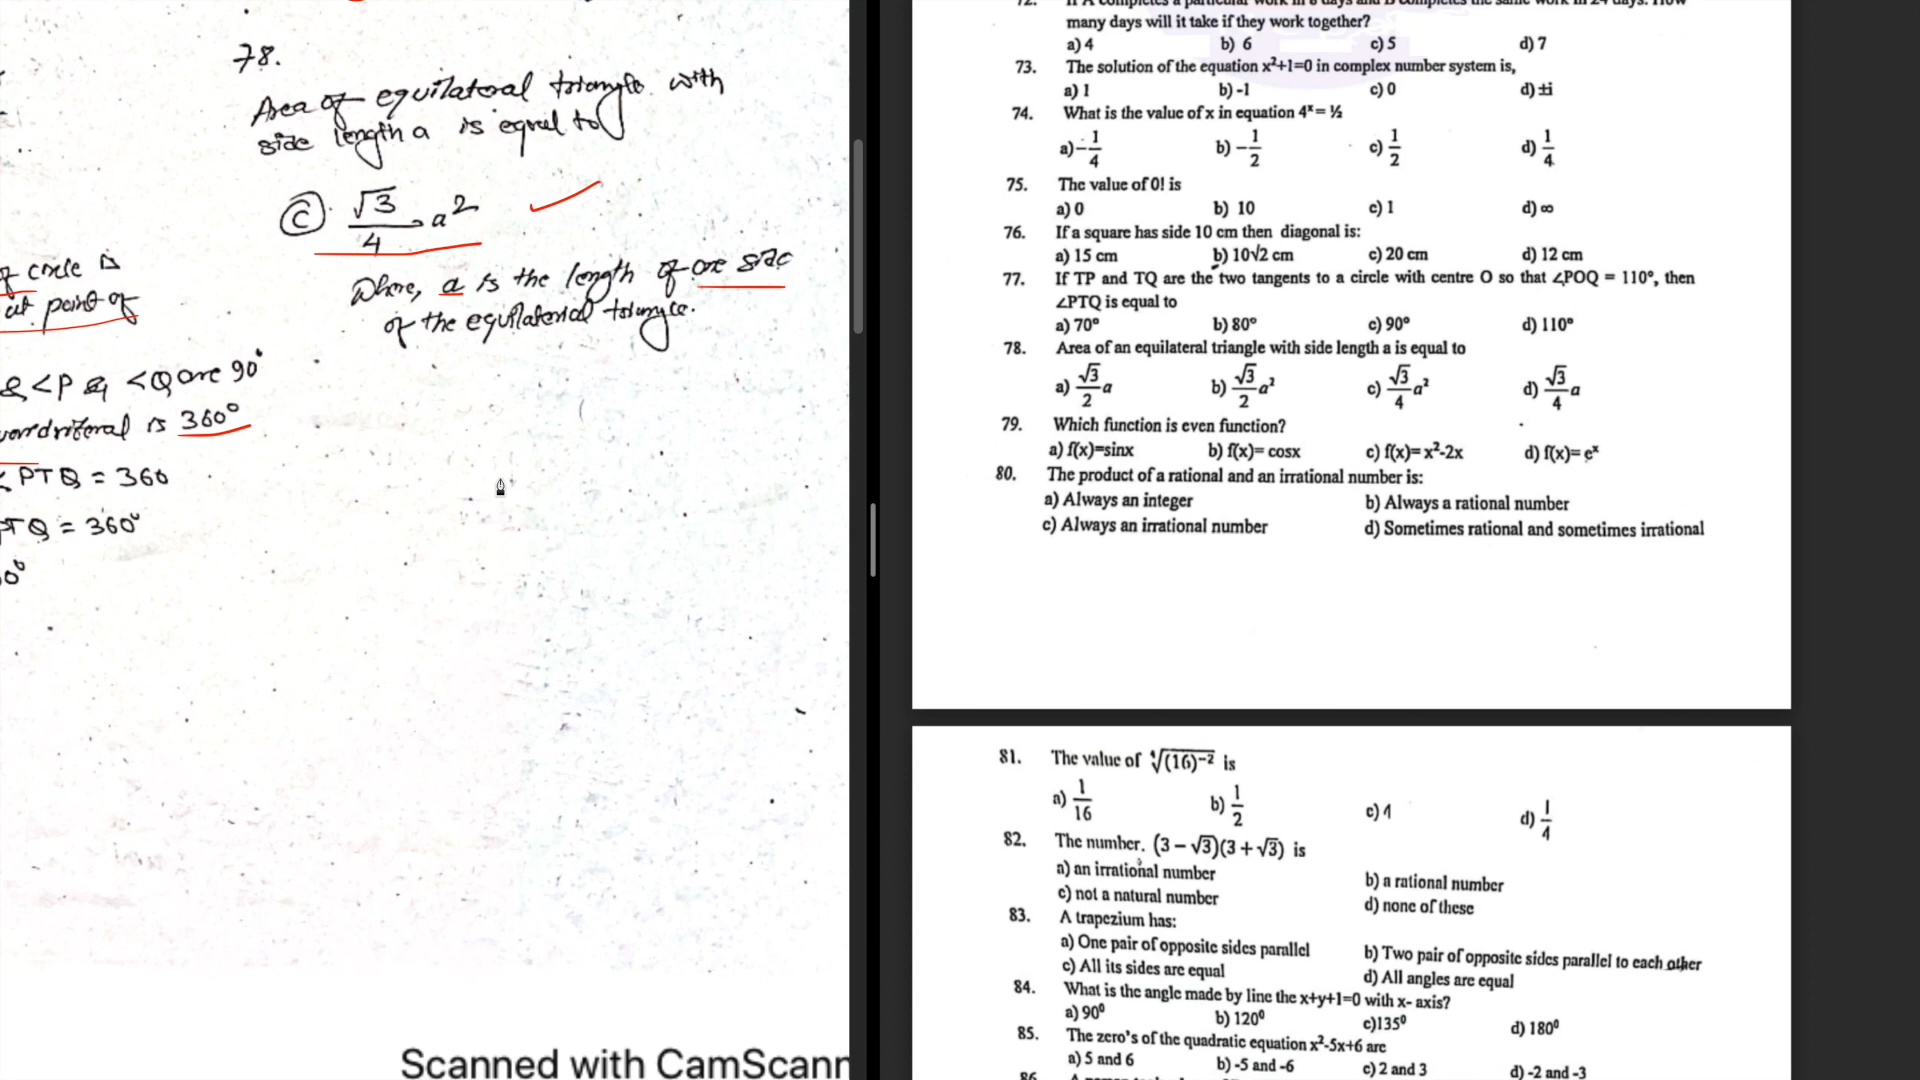 78.
Area of equilateral triangle with
side length a is equal to
(c) √3/4 a²
Where, a is the length of one side
of the equilaterial triangle.
of circle is
at point of
& <P & <Q are 90°
is 360°
< PTQ = 360
PTQ = 360°
Scanned with CamScann
many days will it take if they work together?
a) 4 b) 6 c) 5 d) 7
73. The solution of the equation x²+1=0 in complex number system is,
a) 1 b) -1 c) 0 d) ±i
74. What is the value of x in equation 4ˣ= ½
a) -1/4 b) -1/2 c) 1/2 d) 1/4
75. The value of 0! is
a) 0 b) 10 c) 1 d) ∞
76. If a square has side 10 cm then diagonal is:
a) 15 cm b) 10√2 cm c) 20 cm d) 12 cm
77. If TP and TQ are the two tangents to a circle with centre O so that ∠POQ = 110°, then
∠PTQ is equal to
a) 70° b) 80° c) 90° d) 110°
78. Area of an equilateral triangle with side length a is equal to
a) √3/2 a b) √3/2 a² c) √3/4 a² d) √3/4 a
79. Which function is even function?
a) f(x)=sinx b) f(x)= cosx c) f(x)= x²-2x d) f(x)= eˣ
80. The product of a rational and an irrational number is:
a) Always an integer b) Always a rational number
c) Always an irrational number d) Sometimes rational and sometimes irrational
81. The value of ⁴√(16)⁻² is
a) 1/16 b) 1/2 c) 4 d) 1/4
82. The number. (3 − √3)(3 + √3) is
a) an irrational number b) a rational number
c) not a natural number d) none of these
83. A trapezium has:
a) One pair of opposite sides parallel b) Two pair of opposite sides parallel to each other
c) All its sides are equal d) All angles are equal
84. What is the angle made by line the x+y+1=0 with x- axis?
a) 90⁰ b) 120⁰ c)135⁰ d) 180⁰
85. The zero's of the quadratic equation x²-5x+6 are
a) 5 and 6 b) -5 and -6 c) 2 and 3 d) -2 and -3